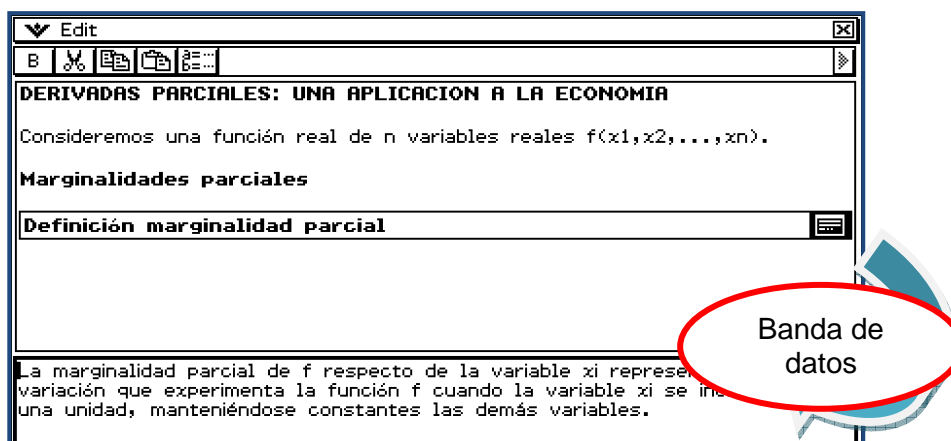 Edit
B
DERIVADAS PARCIALES: UNA APLICACION A LA ECONOMIA
Consideremos una función real de n variables reales f(x1,x2,...,xn).
Marginalidades parciales
Definición marginalidad parcial
Banda de
datos
La marginalidad parcial de f respecto de la variable xi
variación que experimenta la función f cuando la variable xi se
una unidad, manteniéndose constantes las demás variables.